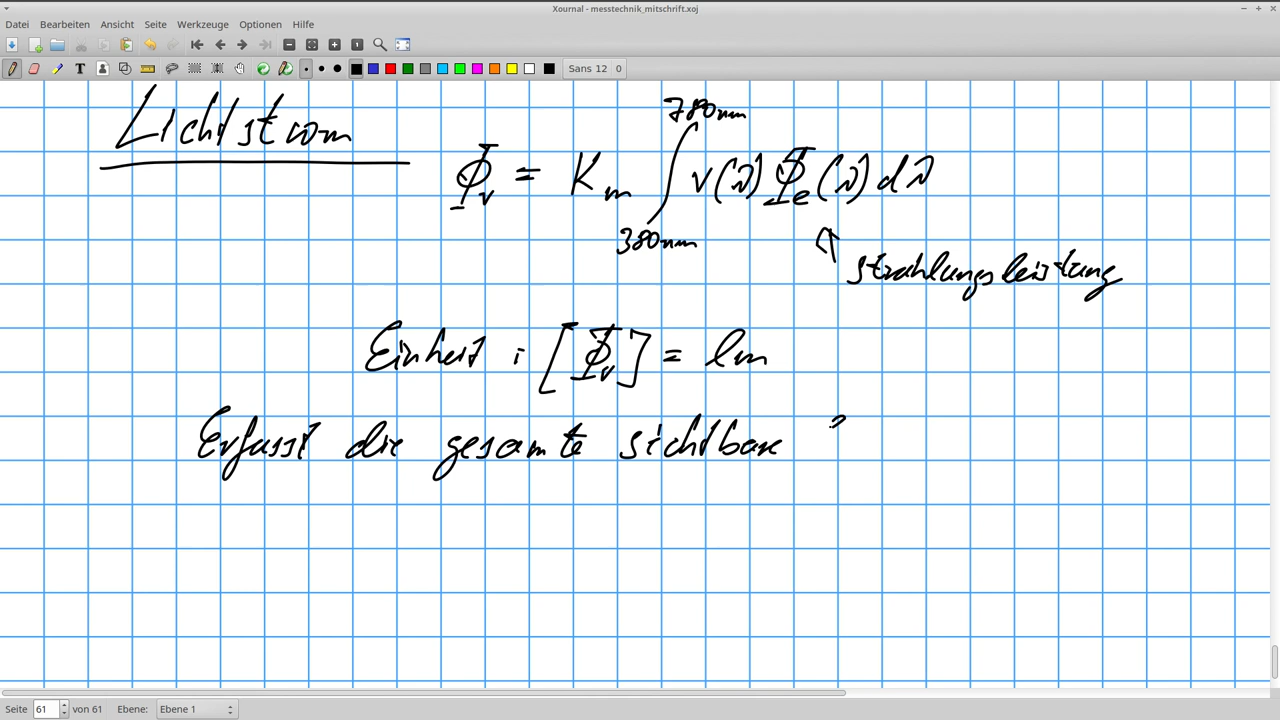 Xournal - messtechnik_mitschrift.xoj
Datei Bearbeiten Ansicht Seite Werkzeuge Optionen Hilfe
Sans 12 0
Lichtstrom
780nm
Φv = Km ∫ v(λ) Φe(λ) dλ
380nm
Strahlungsleistung
Einheit : [Φv] = lm
Erfasst die gesamte sichtbare
Seite 61 von 61 Ebene: Ebene 1